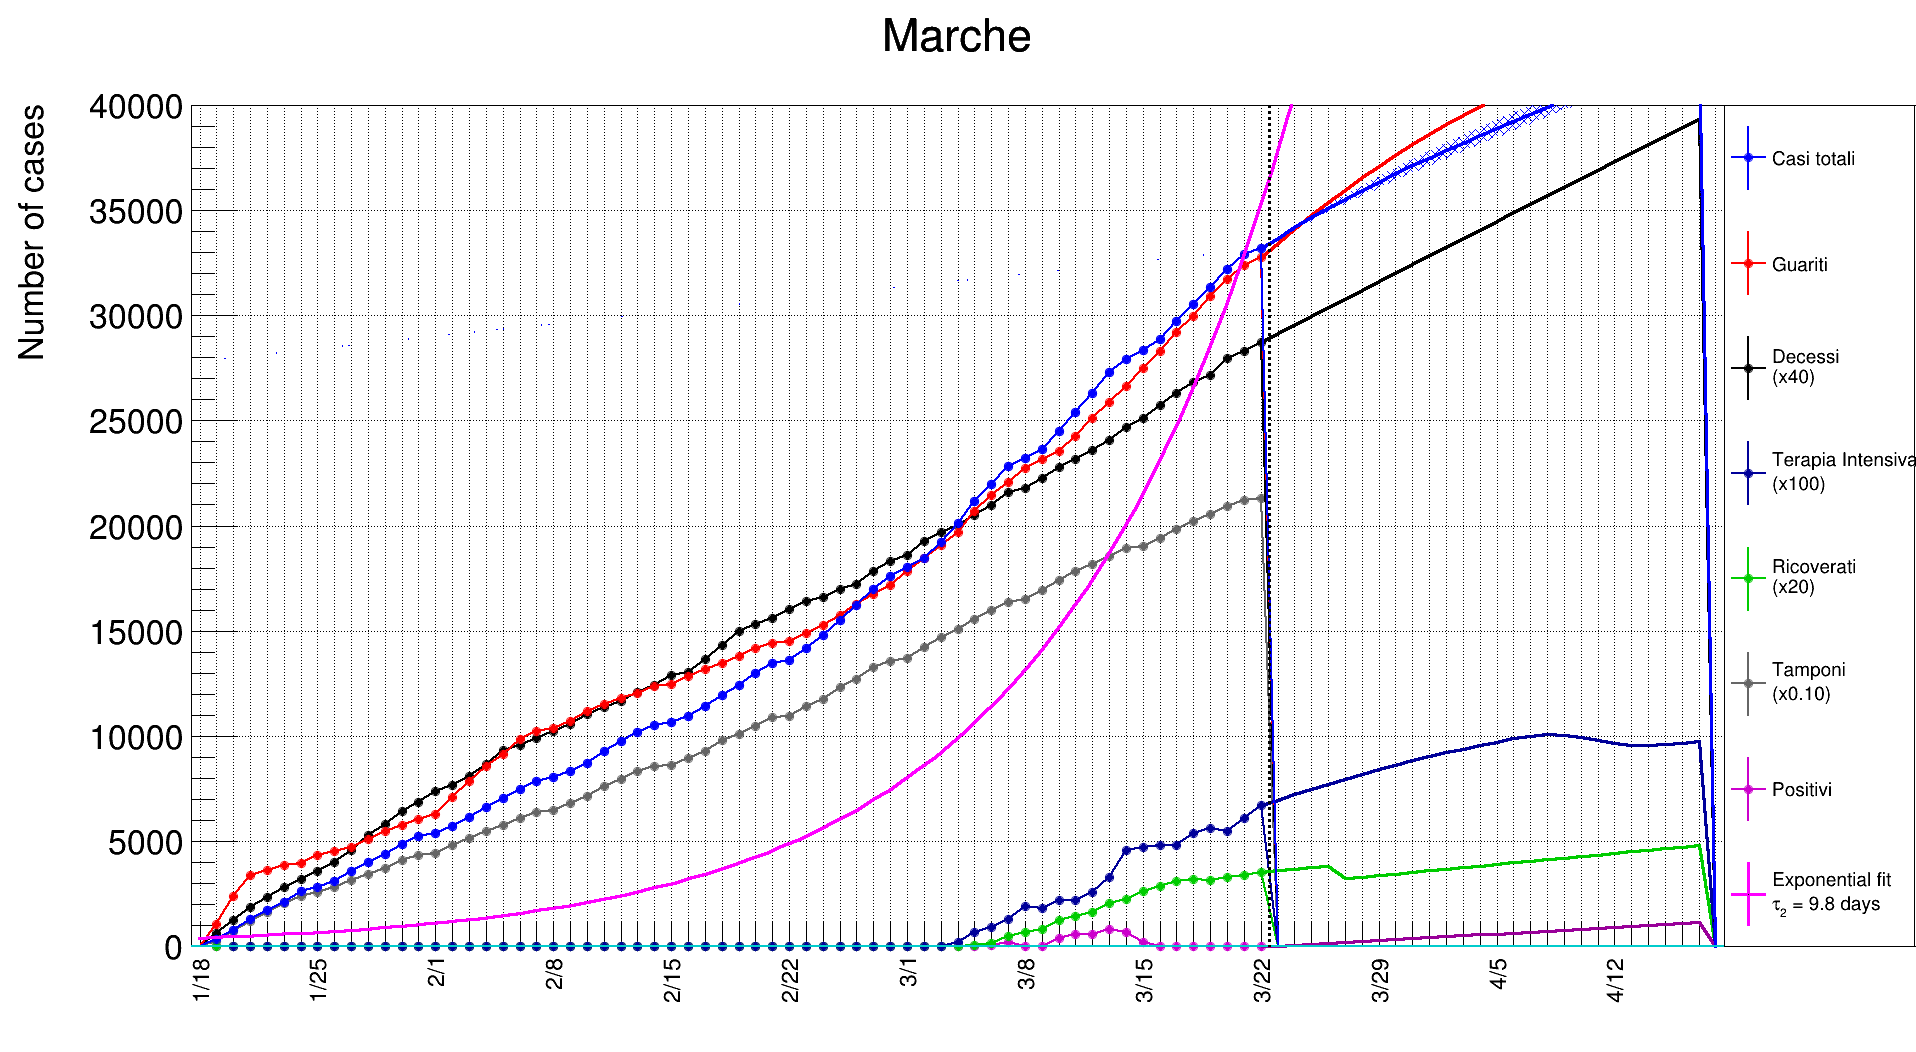 Marche
Number of cases
40000
35000
30000
25000
20000
15000
10000
5000
0
1/18
1/25
2/1
2/8
2/15
2/22
3/1
3/8
3/15
3/22
3/29
4/5
4/12
Casi totali
Guariti
Decessi
(x40)
Terapia Intensiva
(x100)
Ricoverati
(x20)
Tamponi
(x0.10)
Positivi
Exponential fit
τ2 = 9.8 days